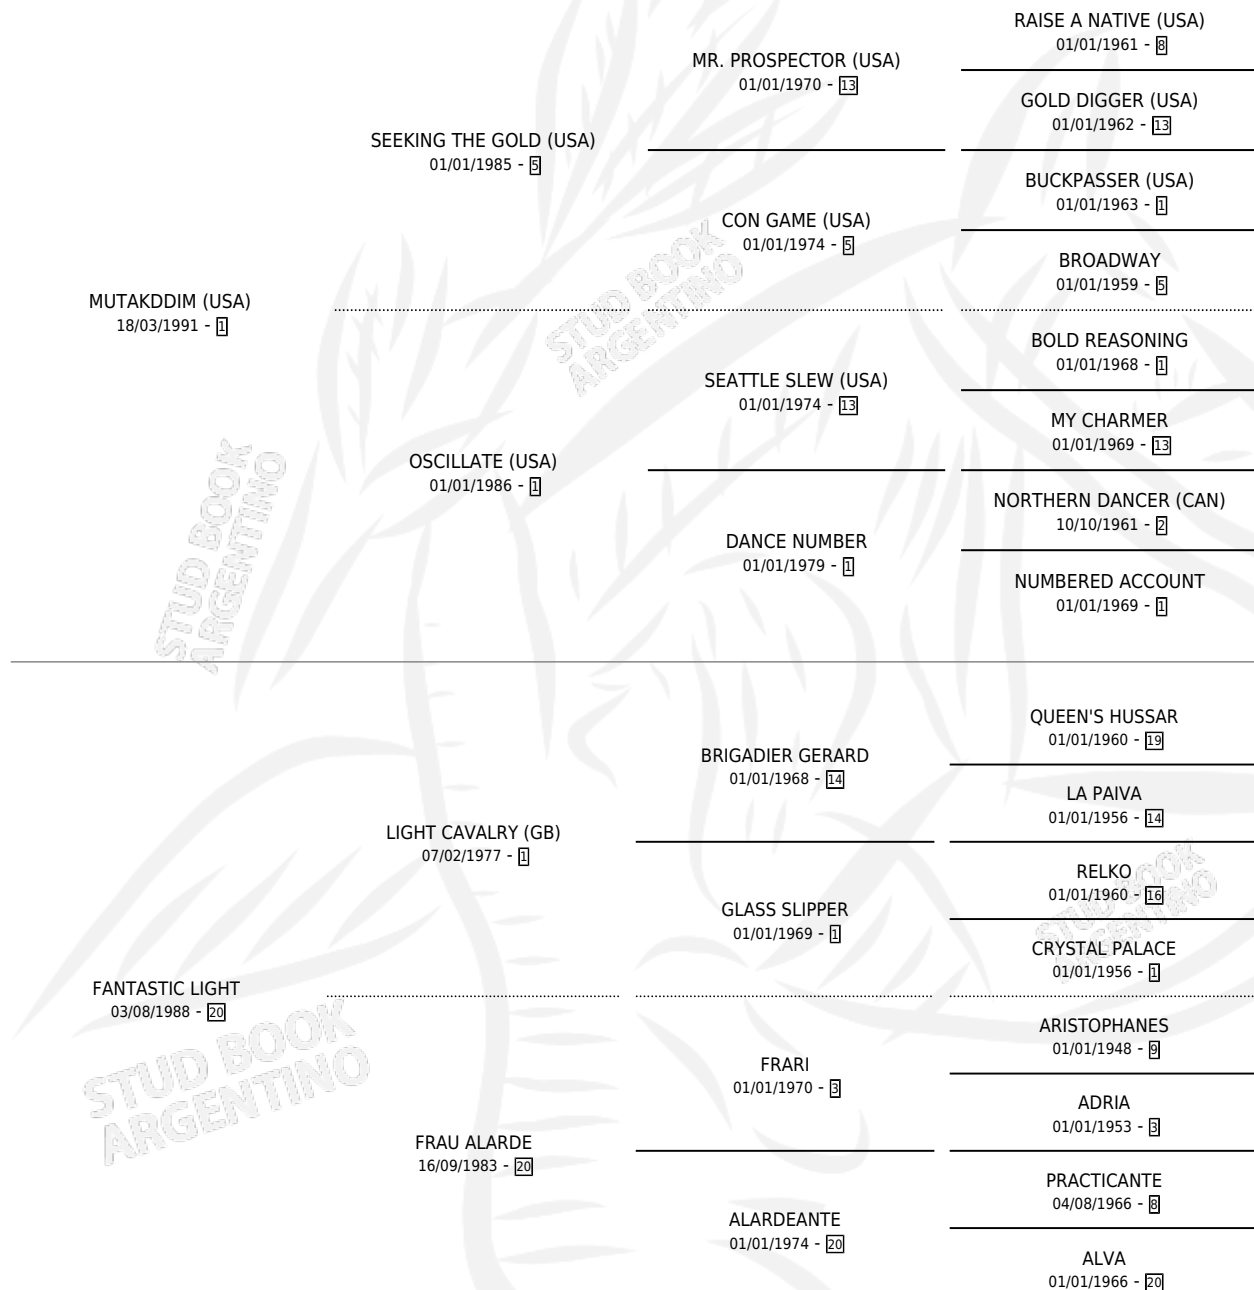 RAISE A NATIVE (USA)
01/01/1961 - 8
MR. PROSPECTOR (USA)
01/01/1970 - 13
GOLD DIGGER (USA)
01/01/1962 - 13
SEEKING THE GOLD (USA)
01/01/1985 - 5
BUCKPASSER (USA)
01/01/1963 - 1
CON GAME (USA)
01/01/1974 - 5
BROADWAY
01/01/1959 - 5
MUTAKDDIM (USA)
18/03/1991 - 1
BOLD REASONING
01/01/1968 - 1
SEATTLE SLEW (USA)
01/01/1974 - 13
MY CHARMER
01/01/1969 - 13
OSCILLATE (USA)
01/01/1986 - 1
NORTHERN DANCER (CAN)
10/10/1961 - 2
DANCE NUMBER
01/01/1979 - 1
NUMBERED ACCOUNT
01/01/1969 - 1
STUD BOOK
ARGENTINO
STUD BOOK
ARGENTINO
QUEEN'S HUSSAR
01/01/1960 - 19
BRIGADIER GERARD
01/01/1968 - 14
LA PAIVA
01/01/1956 - 14
LIGHT CAVALRY (GB)
07/02/1977 - 1
RELKO
01/01/1960 - 16
GLASS SLIPPER
01/01/1969 - 1
CRYSTAL PALACE
01/01/1956 - 1
FANTASTIC LIGHT
03/08/1988 - 20
ARISTOPHANES
01/01/1948 - 9
FRARI
01/01/1970 - 3
ADRIA
01/01/1953 - 3
FRAU ALARDE
16/09/1983 - 20
PRACTICANTE
04/08/1966 - 8
ALARDEANTE
01/01/1974 - 20
ALVA
01/01/1966 - 20
STUD BOOK
ARGENTINO
STUD BOOK
ARGENTINO